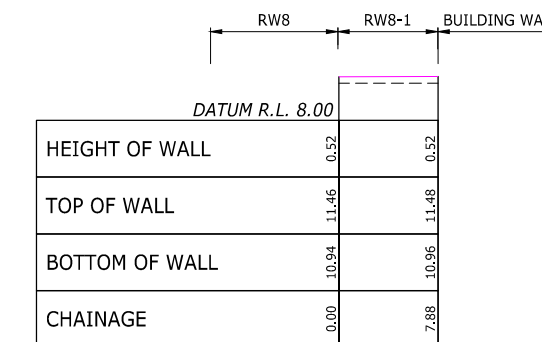 RW8 RW8-1 BUILDING WA
DATUM R.L. 8.00
HEIGHT OF WALL 0.52 0.52
TOP OF WALL 11.46 11.48
BOTTOM OF WALL 10.94 10.96
CHAINAGE 0.00 7.88